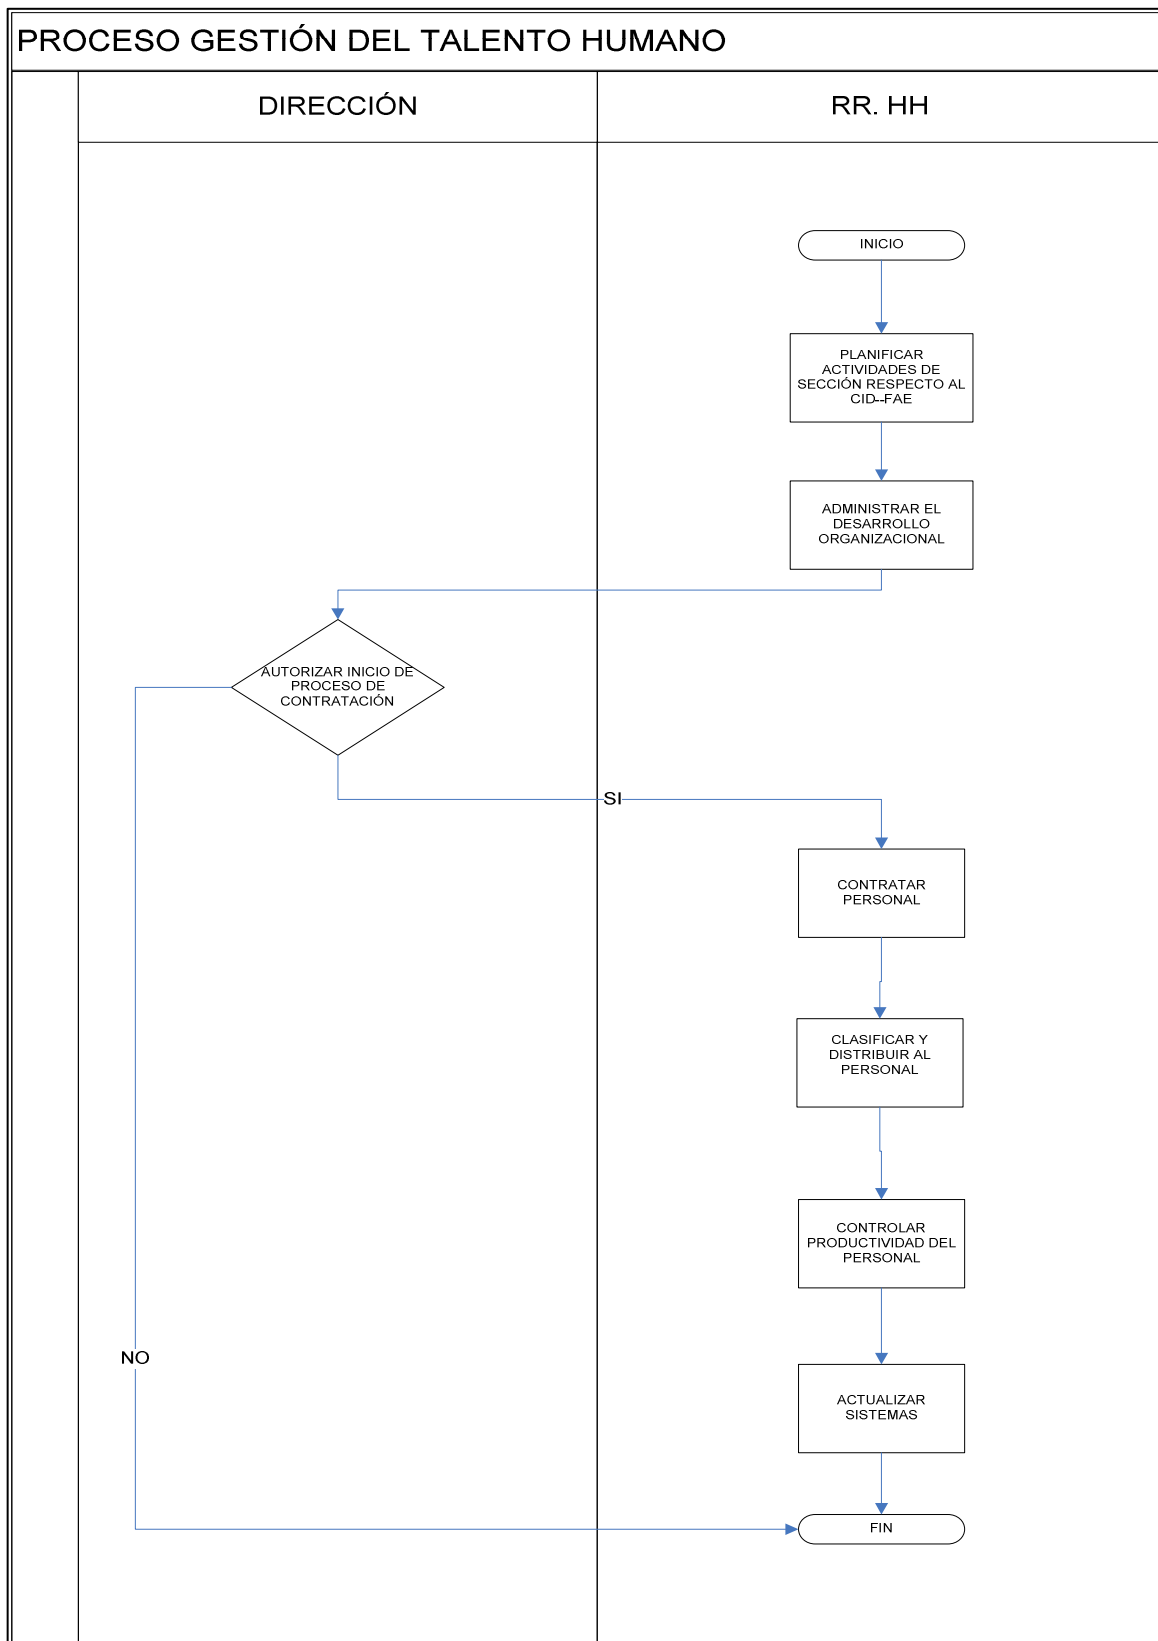 PROCESO GESTIÓN DEL TALENTO HUMANO
DIRECCIÓN
RR. HH
INICIO
PLANIFICAR
ACTIVIDADES DE
SECCIÓN RESPECTO AL
CID--FAE
ADMINISTRAR EL
DESARROLLO
ORGANIZACIONAL
AUTORIZAR INICIO DE
PROCESO DE
CONTRATACIÓN
SI
CONTRATAR
PERSONAL
CLASIFICAR Y
DISTRIBUIR AL
PERSONAL
CONTROLAR
PRODUCTIVIDAD DEL
PERSONAL
NO
ACTUALIZAR
SISTEMAS
FIN